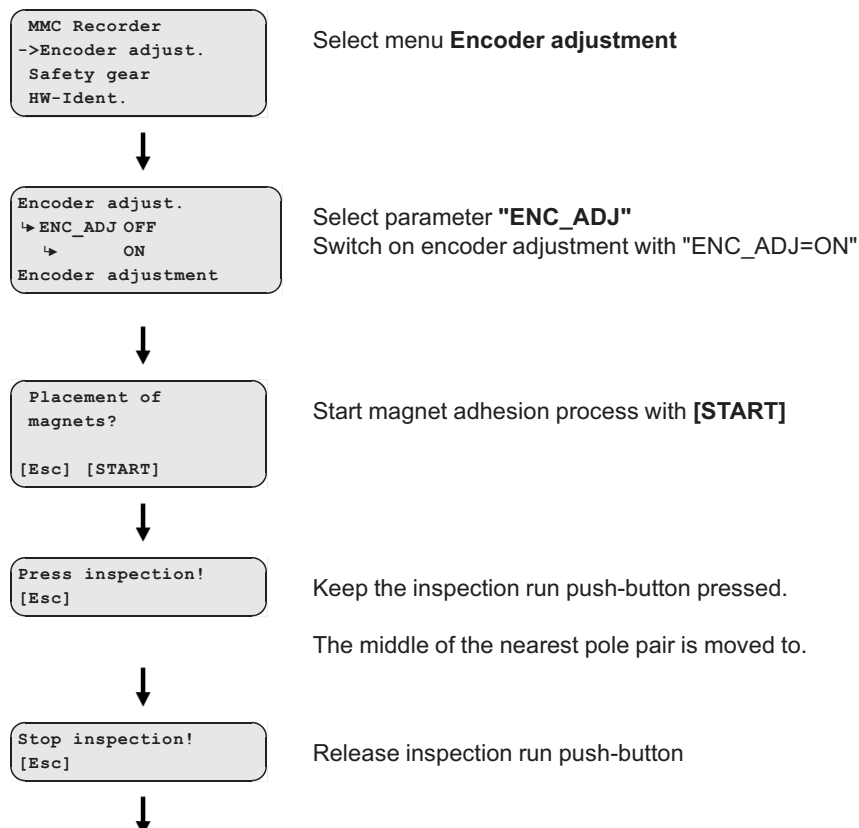 MMC Recorder
->Encoder adjust.
Safety gear
HW-Ident.
Select menu Encoder adjustment
Encoder adjust.
↳ ENC_ADJ OFF
↳ ON
Encoder adjustment
Select parameter "ENC_ADJ"
Switch on encoder adjustment with "ENC_ADJ=ON"
Placement of
magnets?
[Esc] [START]
Start magnet adhesion process with [START]
Press inspection!
[Esc]
Keep the inspection run push-button pressed.
The middle of the nearest pole pair is moved to.
Stop inspection!
[Esc]
Release inspection run push-button